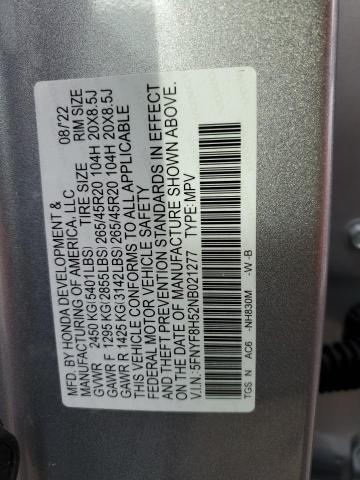 MFD. BY HONDA DEVELOPMENT & 08/'22
MANUFACTURING OF AMERICA, LLC
TIRE SIZE RIM SIZE
GVWR 2450 KG(5401LBS)
GAWR F 1295 KG(2855LBS) 265/45R20 104H 20X8.5J
GAWR R 1425 KG(3142LBS) 265/45R20 104H 20X8.5J
THIS VEHICLE CONFORMS TO ALL APPLICABLE
FEDERAL MOTOR VEHICLE SAFETY
AND THEFT PREVENTION STANDARDS IN EFFECT
ON THE DATE OF MANUFACTURE SHOWN ABOVE.
V.I.N.: 5FNYF8H52NB021277 TYPE: MPV
TGS N AC6 -NH830M -W -B